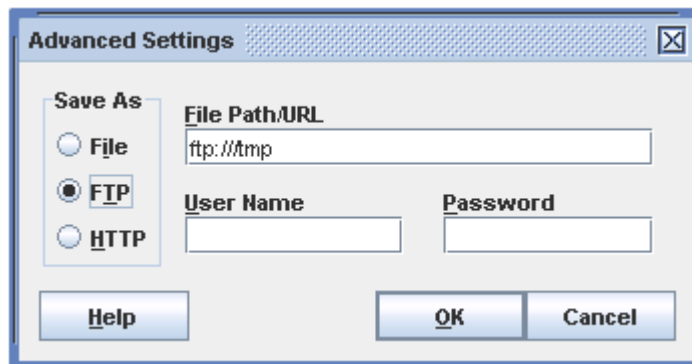 Advanced Settings
Save As
File
FTP
HTTP
File Path/URL
ftp:///tmp
User Name
Password
Help
OK
Cancel